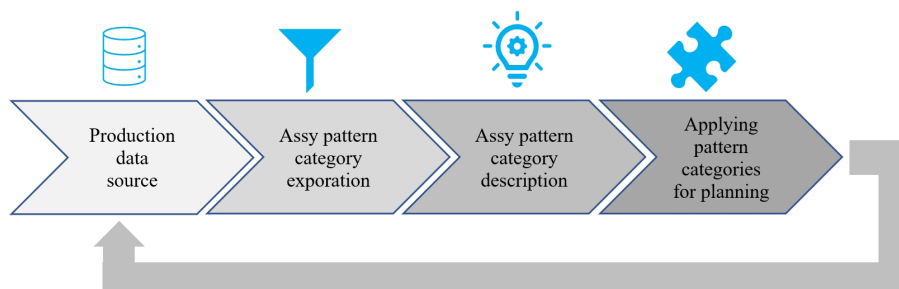 Production
data
source
Assy pattern
category
exporation
Assy pattern
category
description
Applying
pattern
categories
for planning